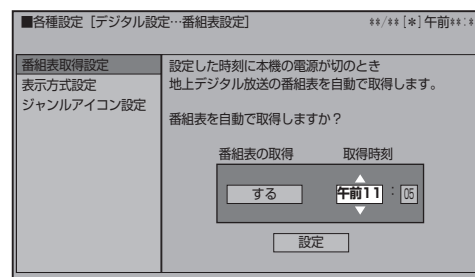 ■各種設定［デジタル設定…番組表設定］ **/**[*]午前**:*
番組表取得設定
表示方式設定
ジャンルアイコン設定
設定した時刻に本機の電源が切のとき
地上デジタル放送の番組表を自動で取得します。
番組表を自動で取得しますか？
番組表の取得 取得時刻
する 午前11 : 05
設定